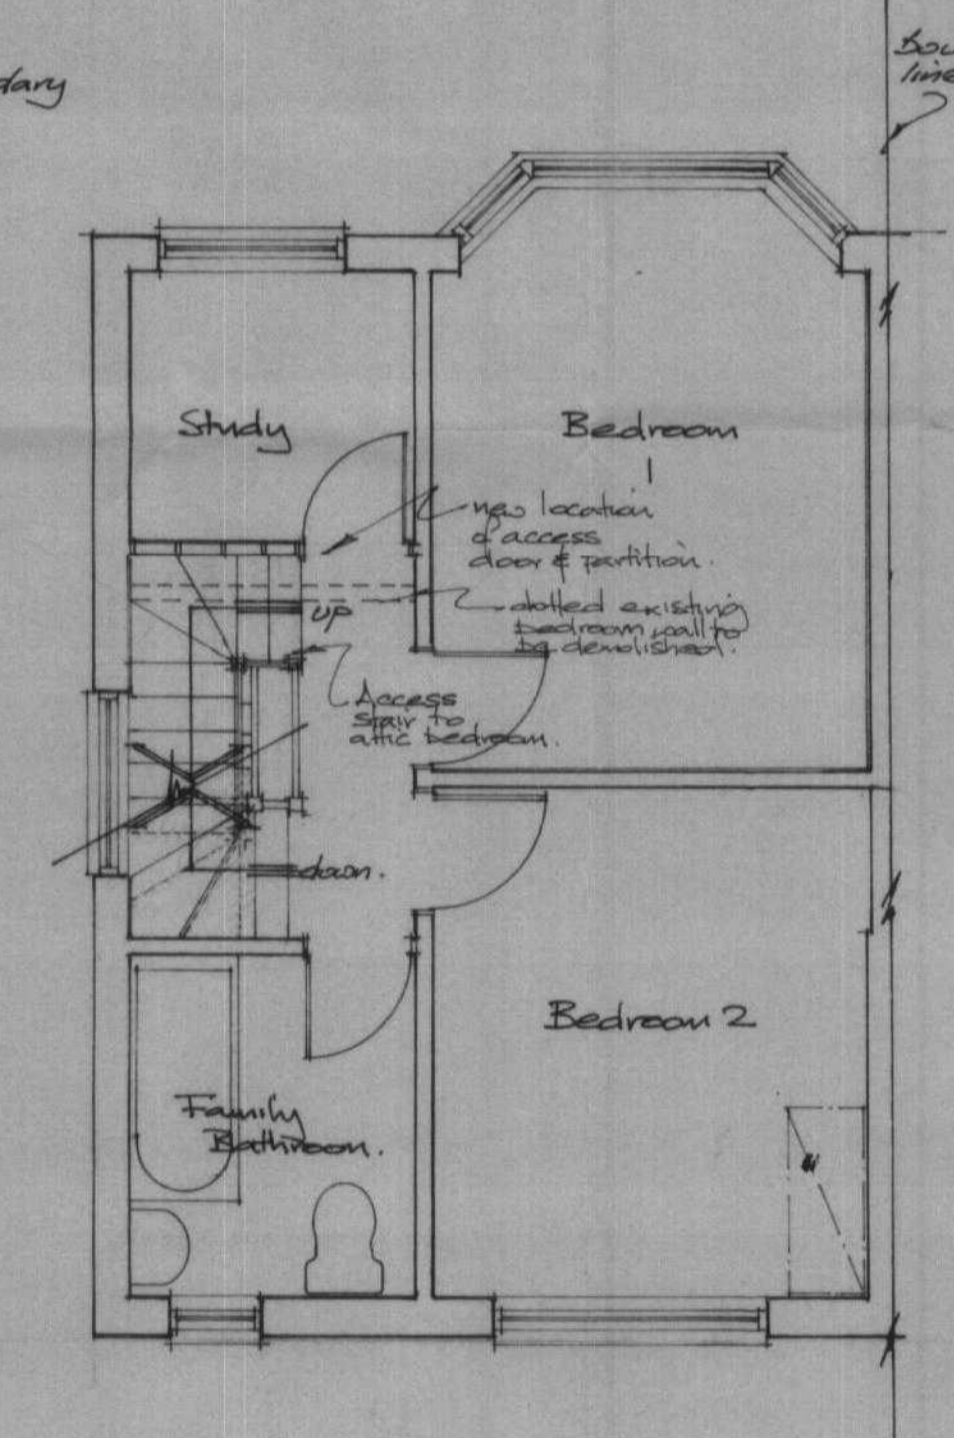 dary
Bou
line
Study
Bedroom
1
new location
of access
door & partition.
dotted existing
bedroom wall to
be demolished.
up
Access
stair to
attic bedroom.
down.
Bedroom 2
Family
Bathroom.